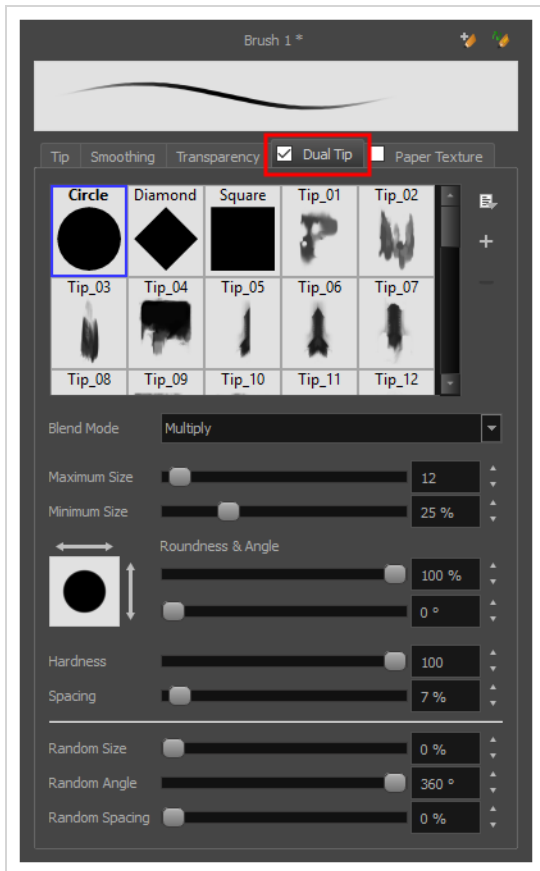 Brush 1 *
Tip Smoothing Transparency Dual Tip Paper Texture
Circle Diamond Square Tip_01 Tip_02
Tip_03 Tip_04 Tip_05 Tip_06 Tip_07
Tip_08 Tip_09 Tip_10 Tip_11 Tip_12
Blend Mode Multiply
Maximum Size 12
Minimum Size 25 %
Roundness & Angle
100 %
0 °
Hardness 100
Spacing 7 %
Random Size 0 %
Random Angle 360 °
Random Spacing 0 %